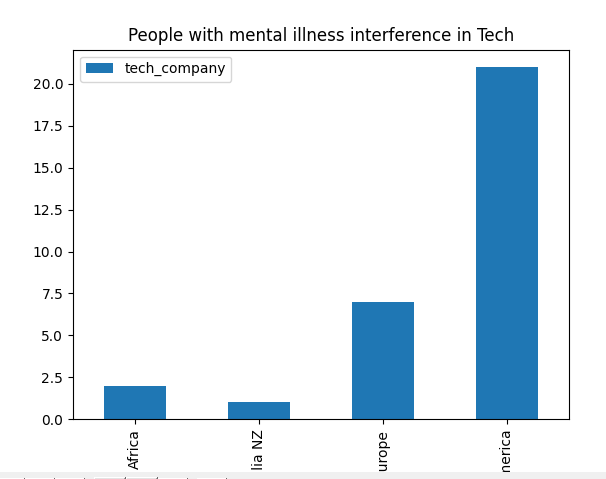 People with mental illness interference in Tech
tech_company
20.0
17.5
15.0
12.5
10.0
7.5
5.0
2.5
0.0
Africa
lia NZ
urope
nerica